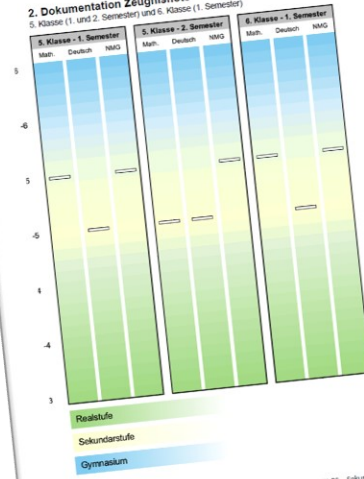 2. Dokumentation
5. Klasse (1. und 2. Semester) und 6. Klasse (1. Semester)
5. Klasse - 1. Semester
Math. Deutsch NMG
5. Klasse - 2. Semester
Math. Deutsch NMG
6. Klasse - 1. Semester
Math. Deutsch NMG
-6
5
-5
4
-4
3
Realstufe
Sekundarstufe
Gymnasium